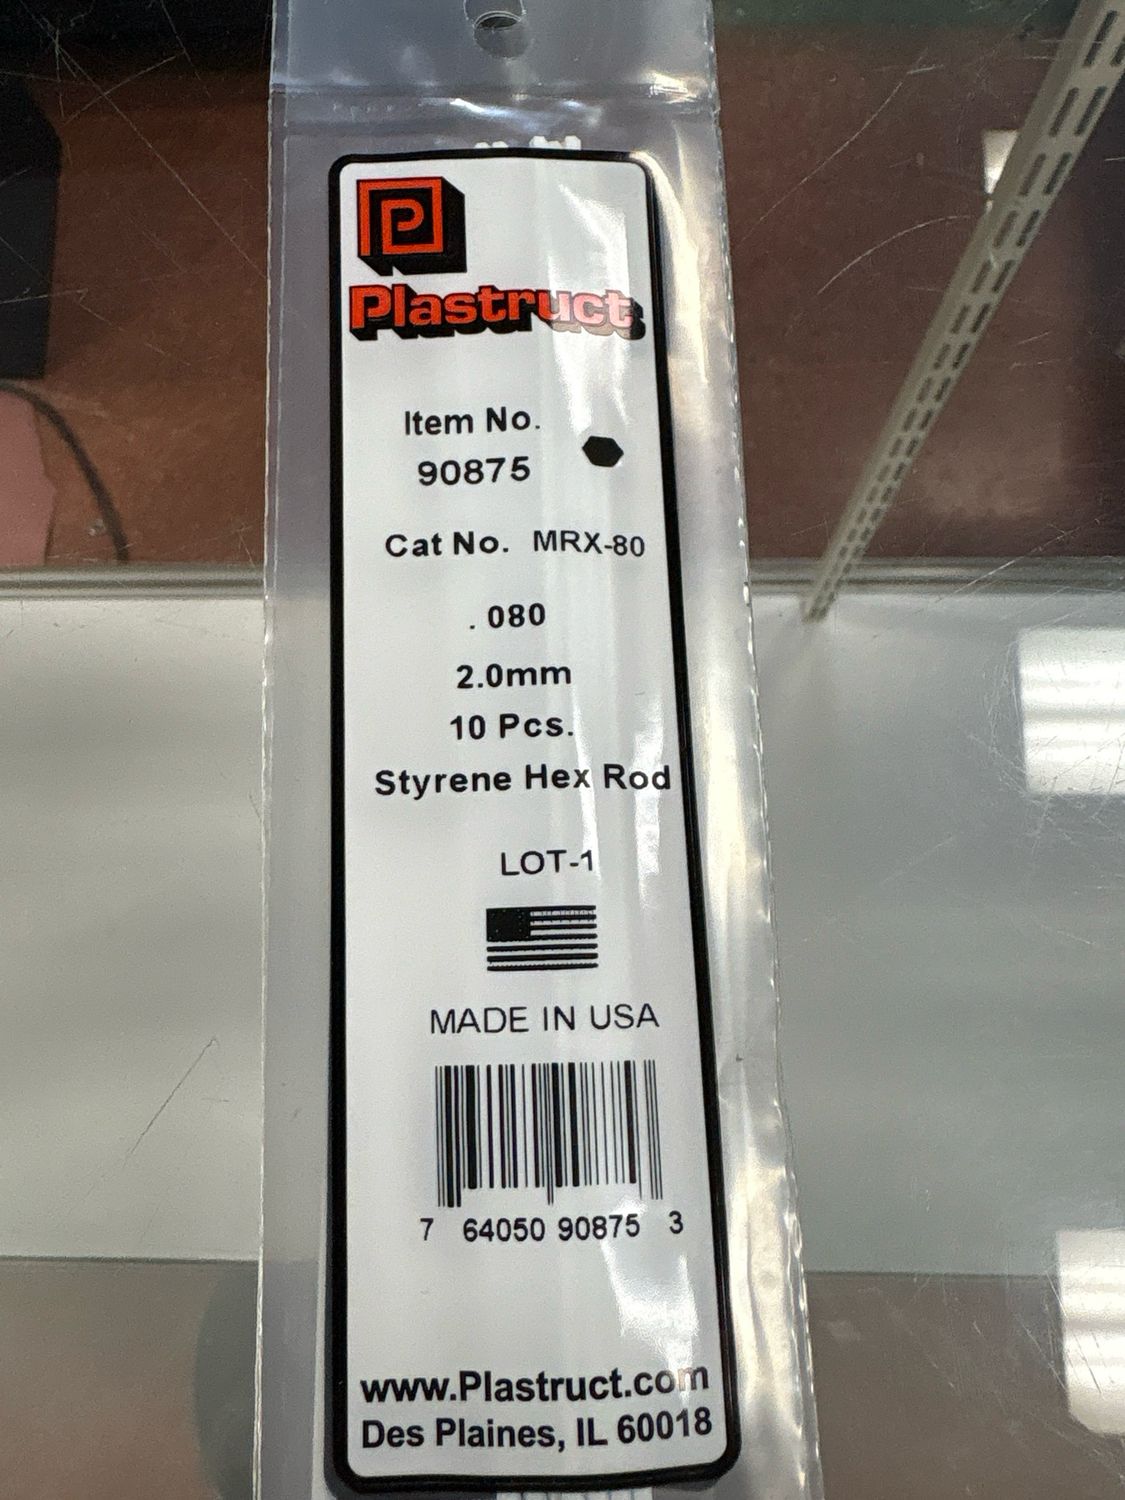 P
Plastruct
Item No.
90875
Cat No. MRX-80
.080
2.0mm
10 Pcs.
Styrene Hex Rod
LOT-1
MADE IN USA
7 64050 90875 3
www.Plastruct.com
Des Plaines, IL 60018